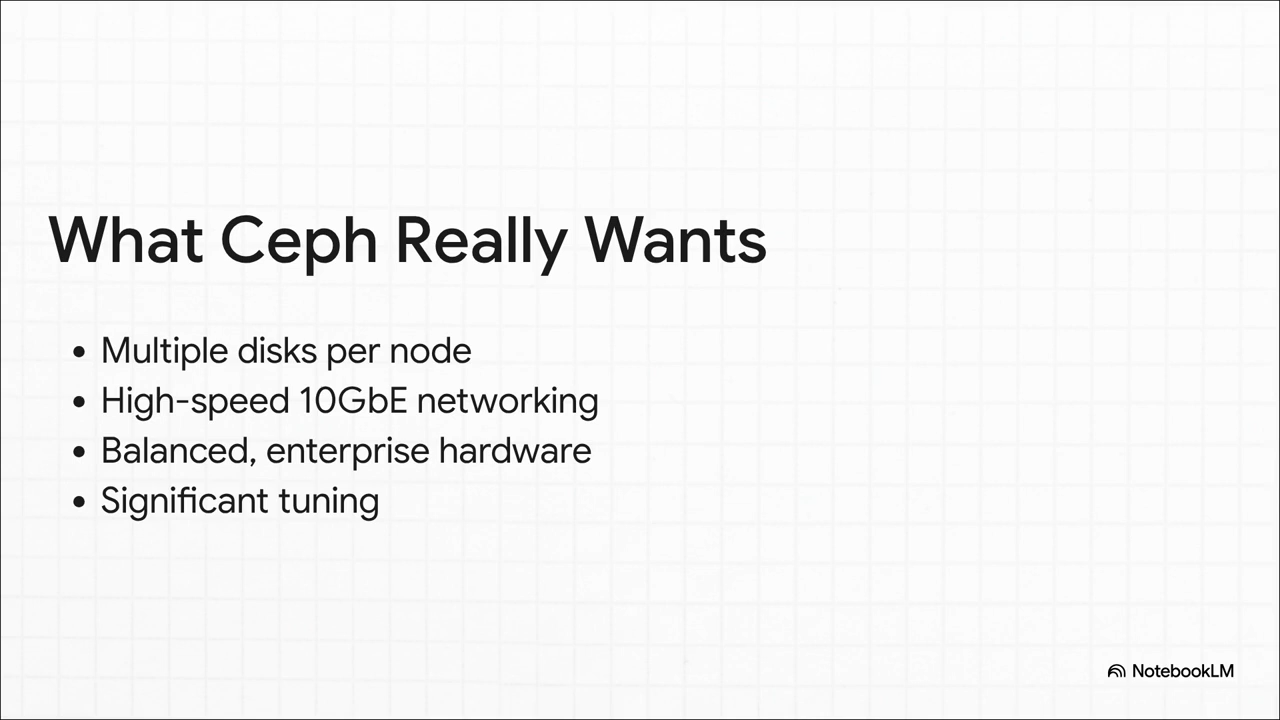 What Ceph Really Wants
• Multiple disks per node
• High-speed 10GbE networking
• Balanced, enterprise hardware
• Significant tuning
NotebookLM